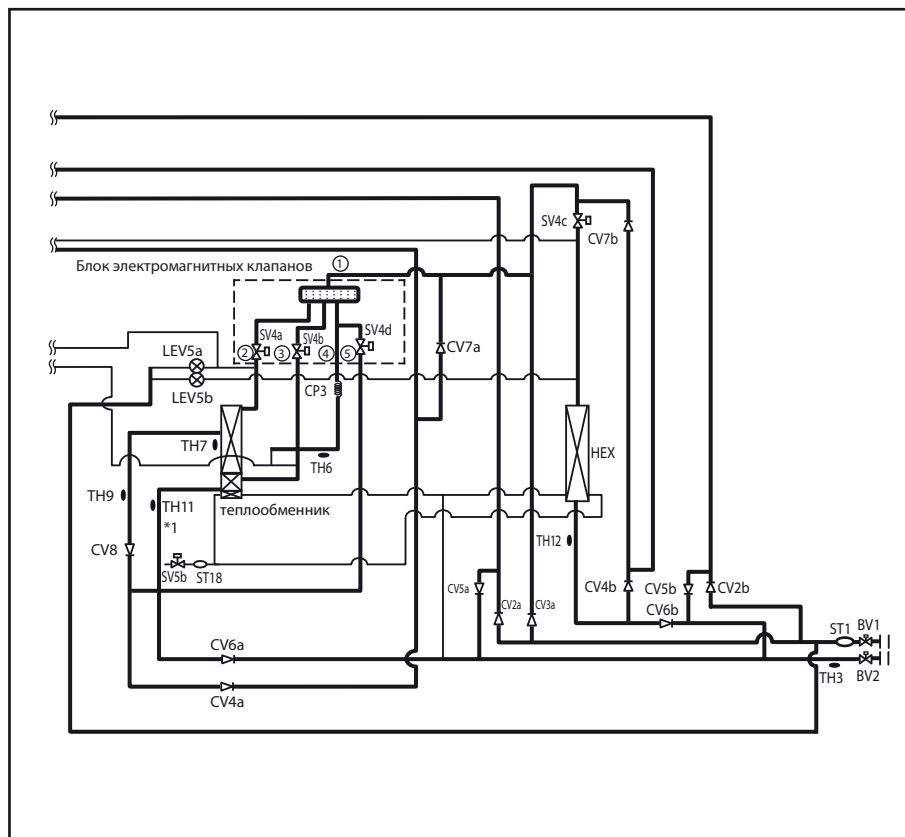 SV4c
CV7b
Блок электромагнитных клапанов
1
SV4a
SV4b
SV4d
2
3
4
5
CV7a
LEV5a
LEV5b
CP3
TH7
TH6
HEX
TH9
TH11
*1
теплообменник
TH12
CV8
SV5b
ST18
CV5a
CV2a
CV3a
CV4b
CV5b
CV2b
CV6b
ST1
BV1
CV6a
TH3
BV2
CV4a